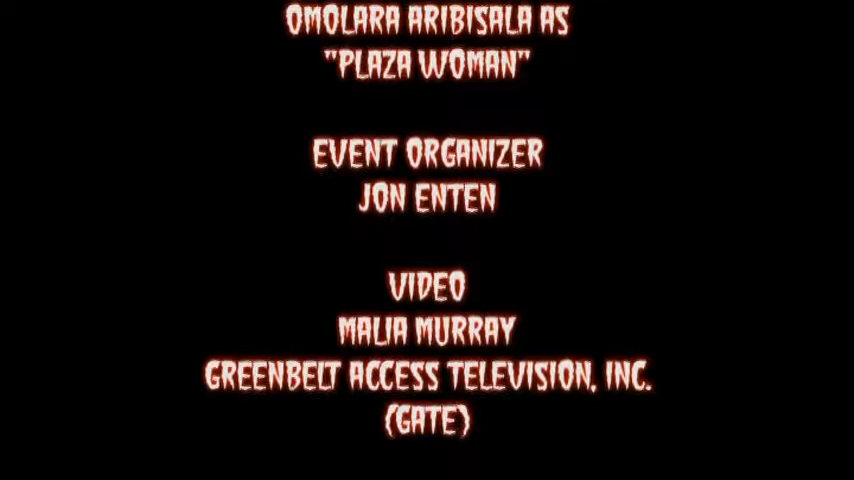 OMOLARA ARIBISALA AS
"PLAZA WOMAN"
EVENT ORGANIZER
JON ENTEN
VIDEO
MALIA MURRAY
GREENBELT ACCESS TELEVISION, INC.
(GATE)